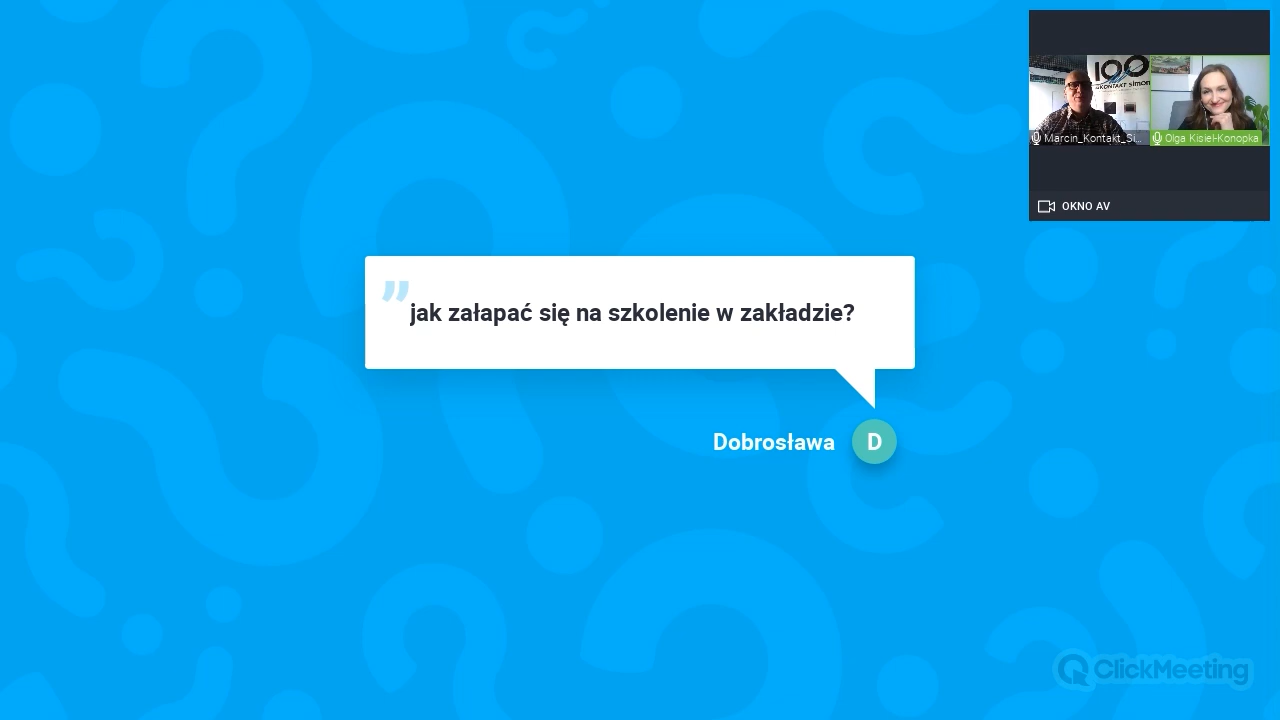 100
KONTAKT simon
Marcin_Kontakt_Si...
Olga Kisiel-Konopka
OKNO AV
” jak załapać się na szkolenie w zakładzie?
Dobrosława
D
ClickMeeting